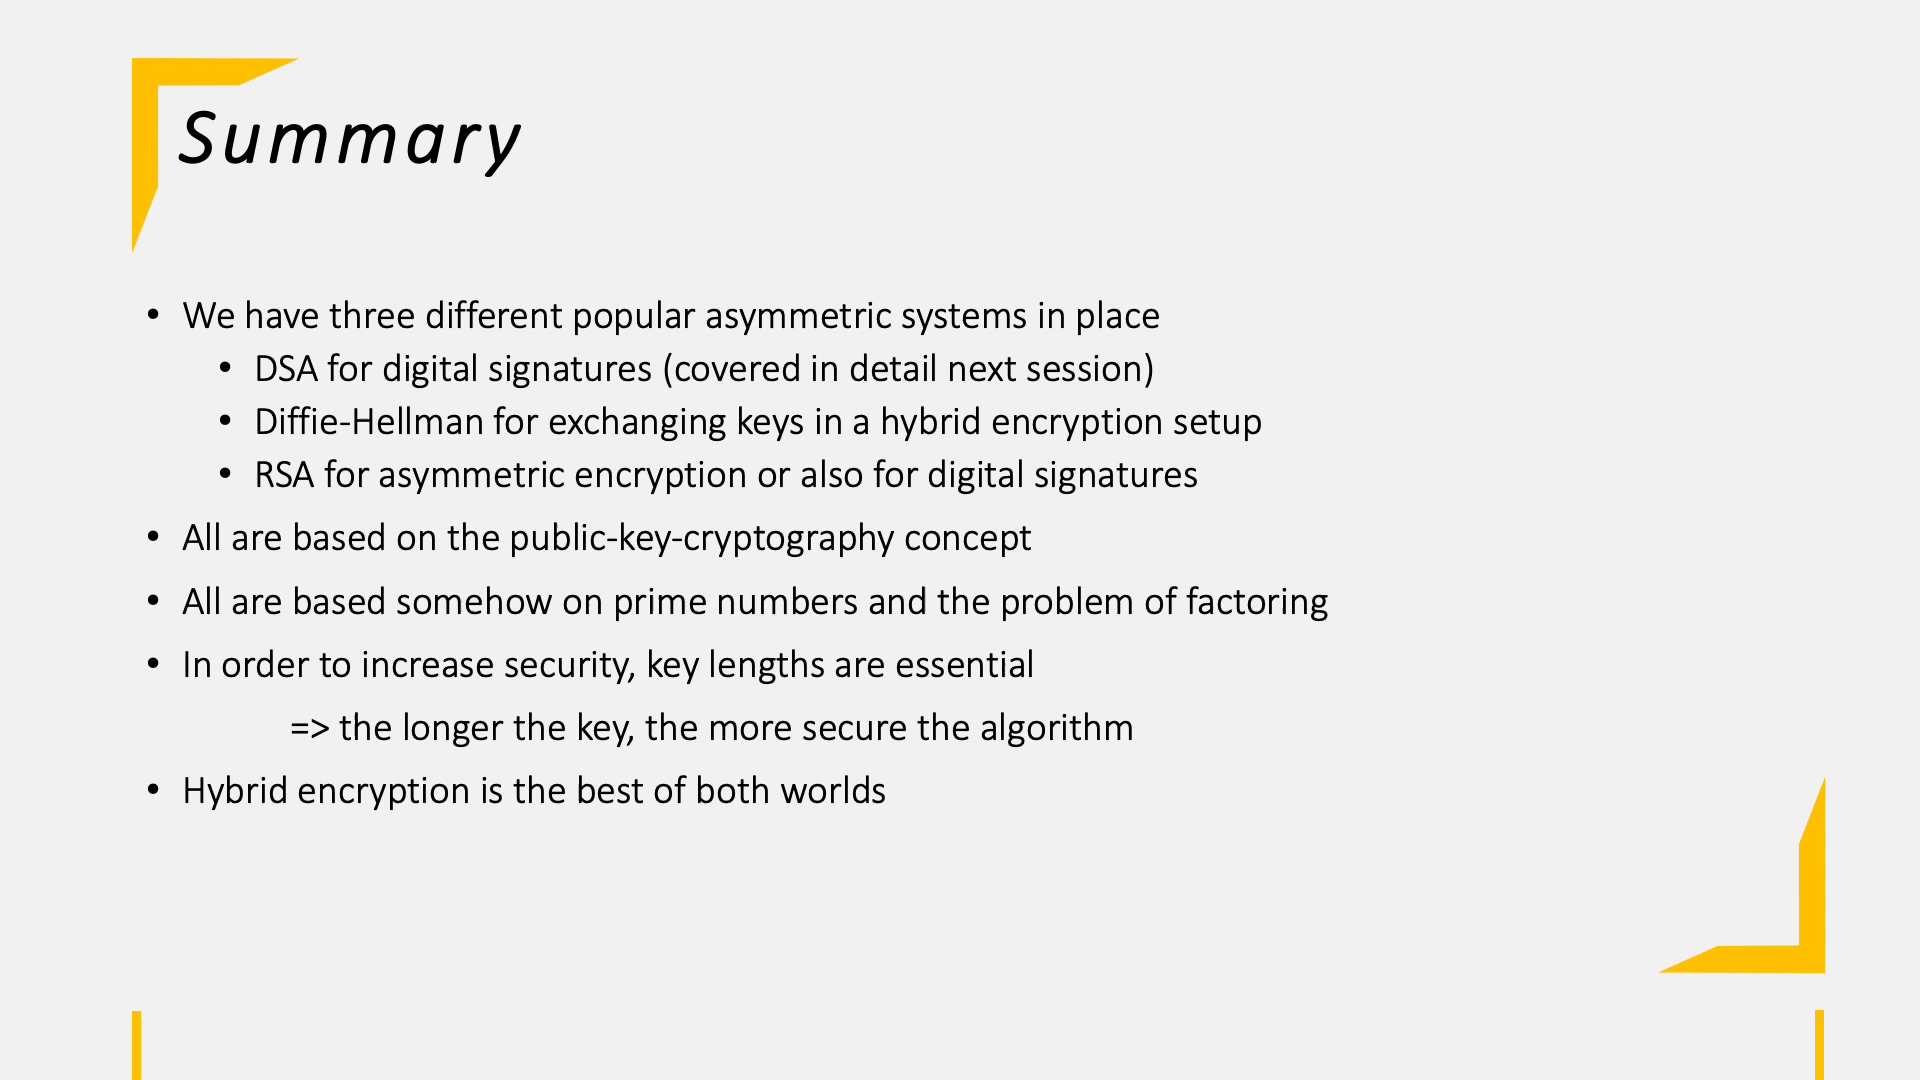 Summary
• We have three different popular asymmetric systems in place
• DSA for digital signatures (covered in detail next session)
• Diffie-Hellman for exchanging keys in a hybrid encryption setup
• RSA for asymmetric encryption or also for digital signatures
• All are based on the public-key-cryptography concept
• All are based somehow on prime numbers and the problem of factoring
• In order to increase security, key lengths are essential
=> the longer the key, the more secure the algorithm
• Hybrid encryption is the best of both worlds